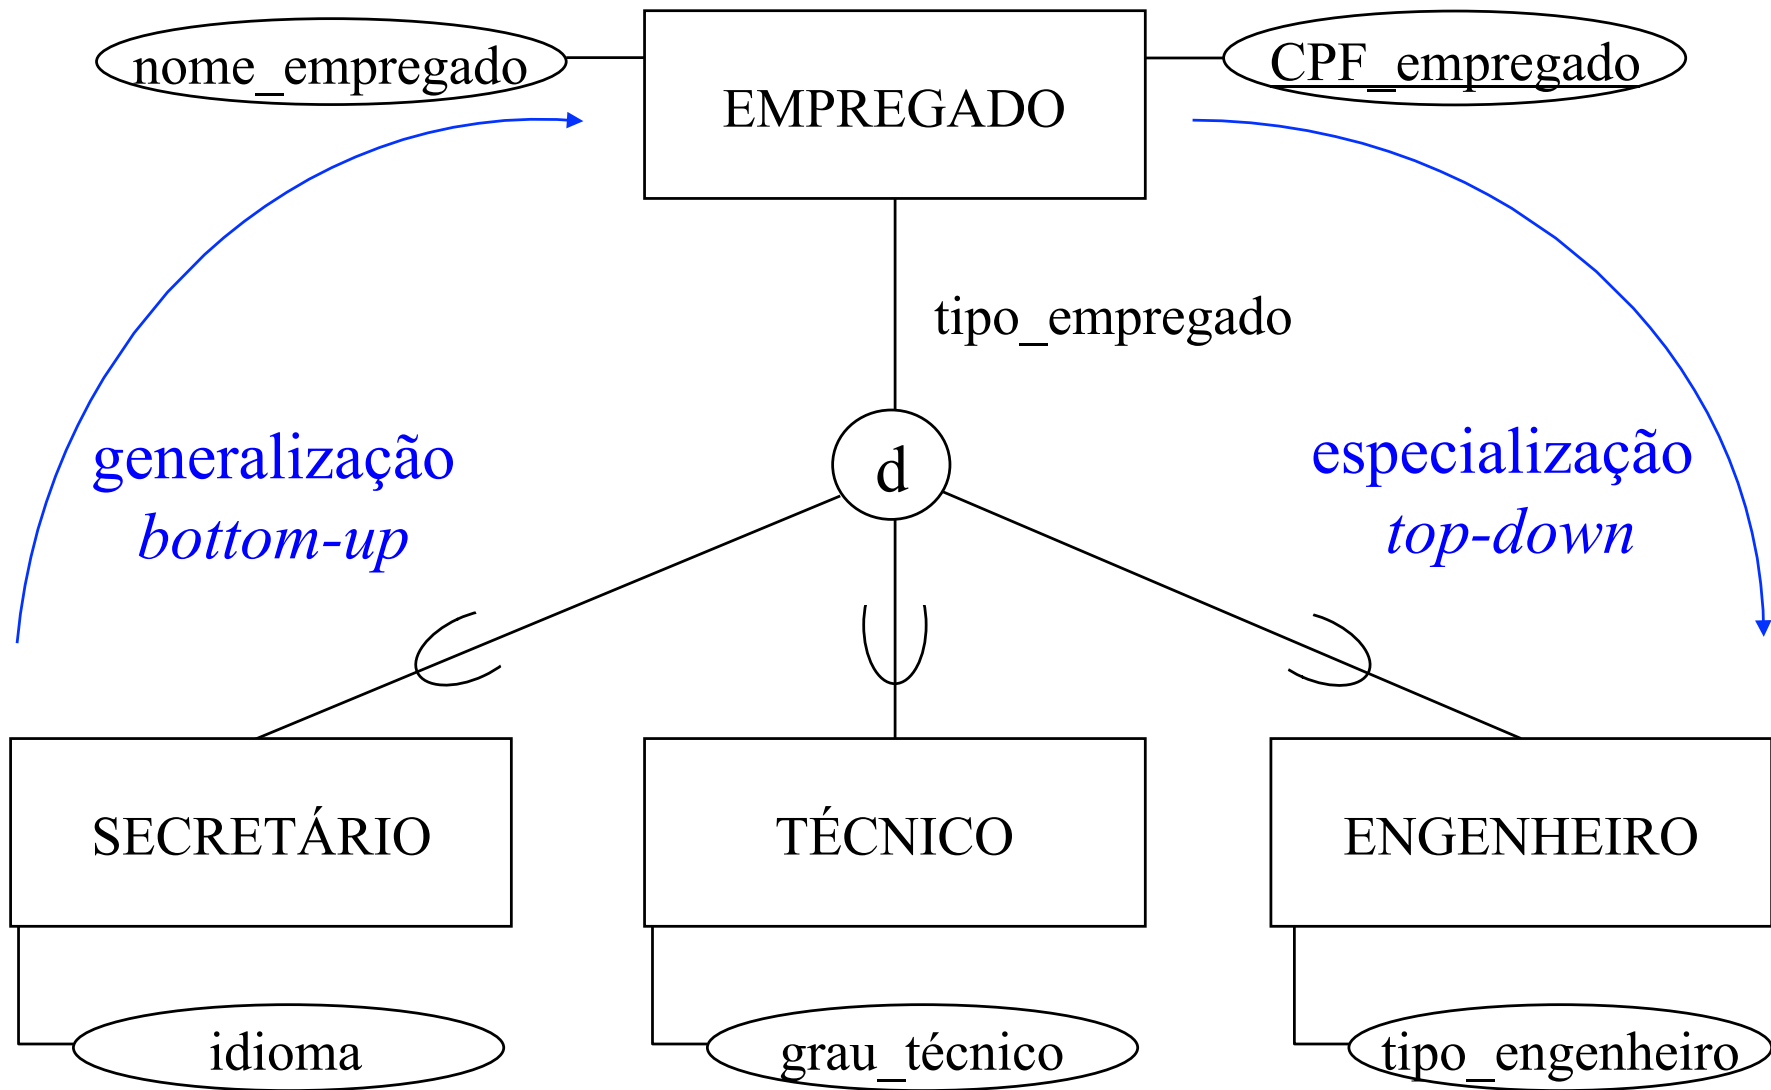 nome_empregado
CPF_empregado
EMPREGADO
tipo_empregado
generalização
bottom-up
d
especialização
top-down
SECRETÁRIO
TÉCNICO
ENGENHEIRO
idioma
grau_técnico
tipo_engenheiro